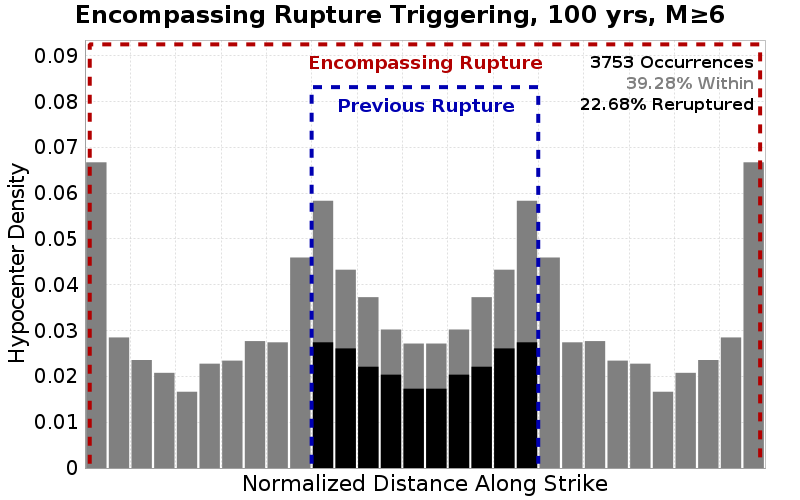 Encompassing Rupture Triggering, 100 yrs, M≥6
Encompassing Rupture
Previous Rupture
3753 Occurrences
39.28% Within
22.68% Reruptured
Hypocenter Density
0.09
0.08
0.07
0.06
0.05
0.04
0.03
0.02
0.01
0
Normalized Distance Along Strike